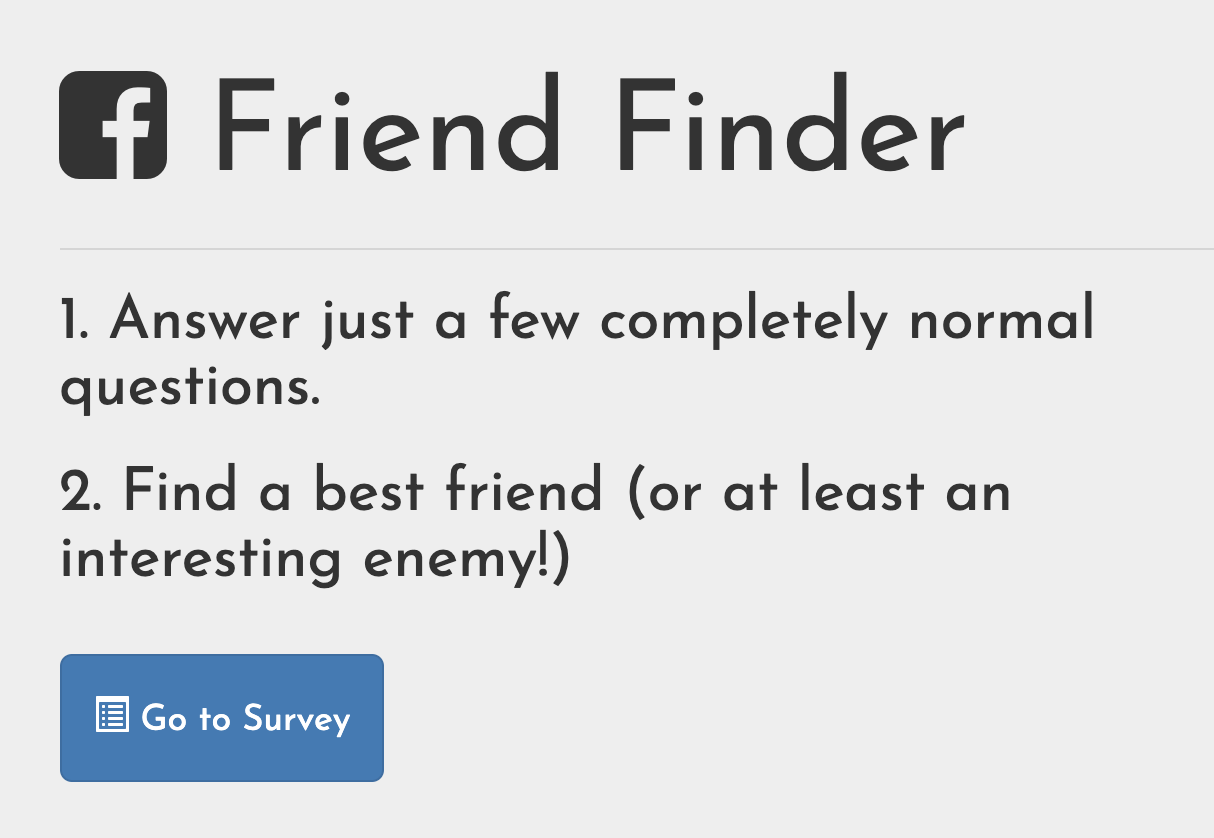 Friend Finder
1. Answer just a few completely normal
questions.
2. Find a best friend (or at least an
interesting enemy!)
Go to Survey